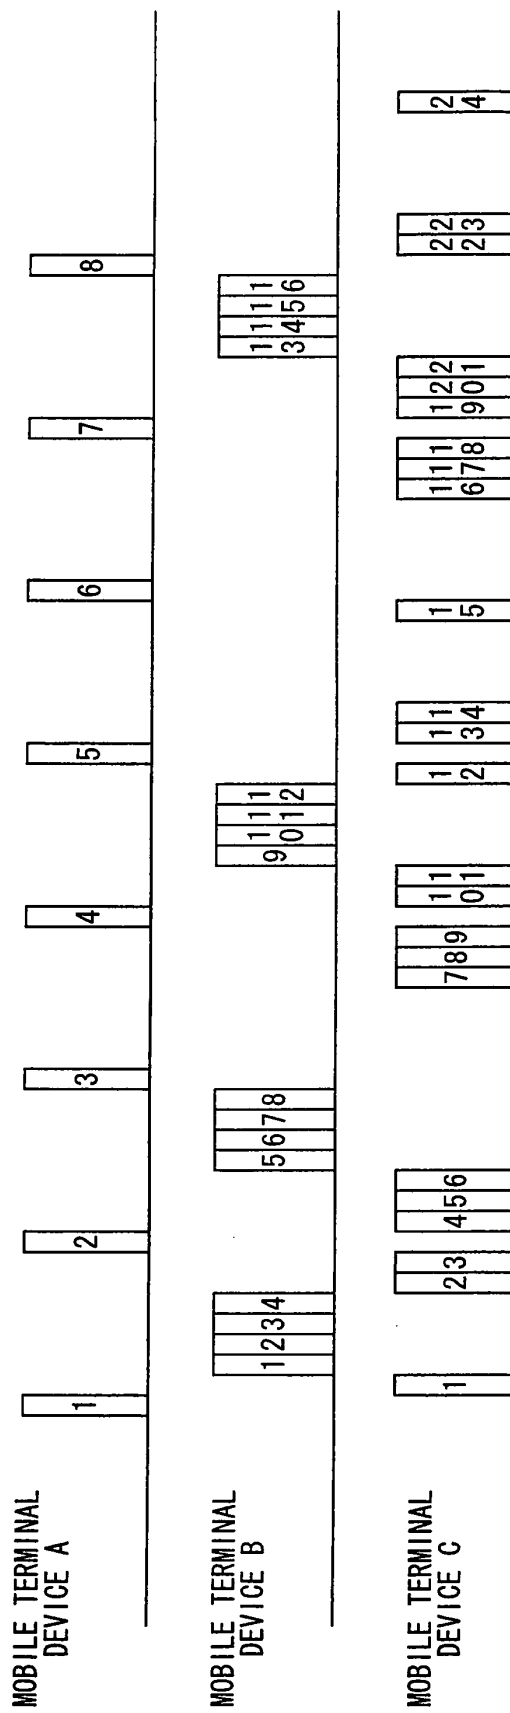 MOBILE TERMINAL
DEVICE A
1 2 3 4 5 6 7 8
MOBILE TERMINAL
DEVICE B
1 2 3 4 5 6 7 8 9 10 11 12 13 14 15 16
MOBILE TERMINAL
DEVICE C
1 2 3 4 5 6 7 8 9 10 11 12 13 14 15 16 17 18 19 20 21 22 23 24